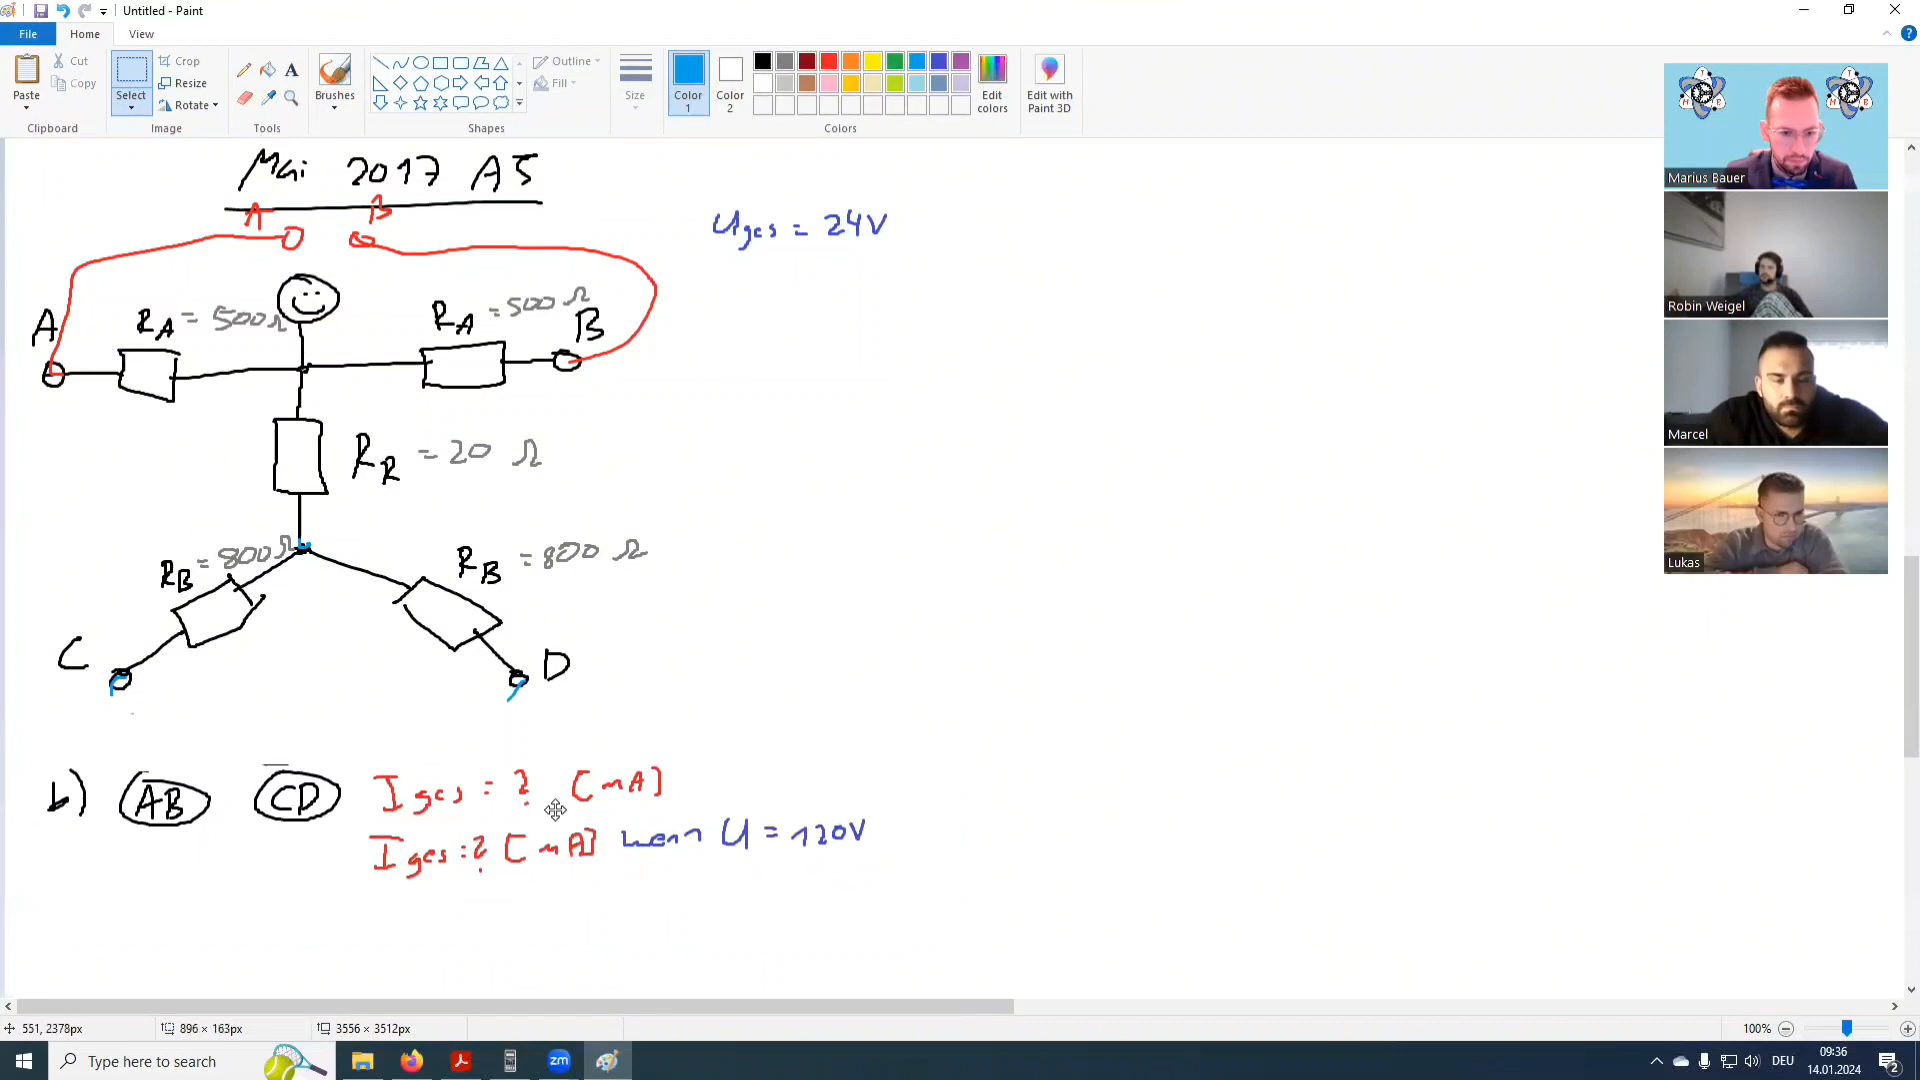 Untitled - Paint
File Home View
Paste
Cut
Copy
Clipboard
Select
Crop
Resize
Rotate
Image
Tools
Brushes
Shapes
Outline
Fill
Size
Color 1
Color 2
Colors
Edit colors
Edit with Paint 3D
Mai 2017 A5
A B
Uges = 24V
A RA = 500Ω RA = 500Ω B
RR = 20 Ω
RB = 800Ω RB = 800 Ω
C D
b) AB CD Iges = ? [mA]
Iges = ? [mA] wenn U = 120V
Marius Bauer
Robin Weigel
Marcel
Lukas
551, 2378px 896 × 163px 3556 × 3512px 100%
Type here to search
zm
DEU
09:36
14.01.2024
2